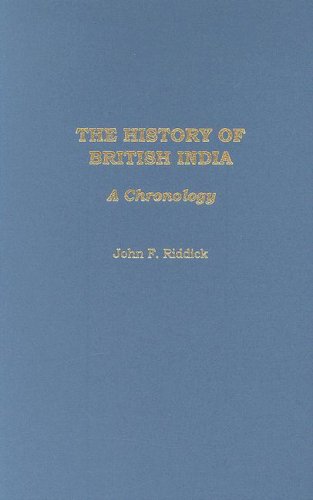 THE HISTORY OF
BRITISH INDIA
A Chronology
John F. Riddick